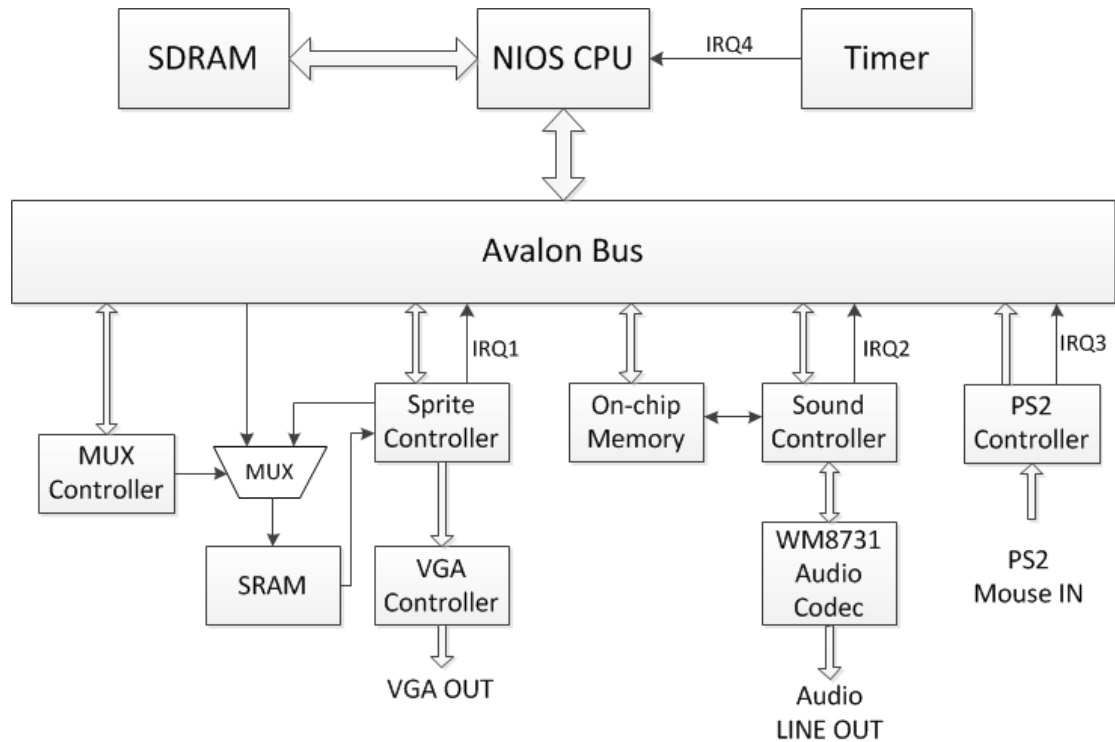 SDRAM
NIOS CPU
IRQ4
Timer
Avalon Bus
IRQ1
IRQ2
IRQ3
MUX
Controller
MUX
Sprite
Controller
On-chip
Memory
Sound
Controller
PS2
Controller
SRAM
VGA
Controller
WM8731
Audio
Codec
PS2
Mouse IN
VGA OUT
Audio
LINE OUT